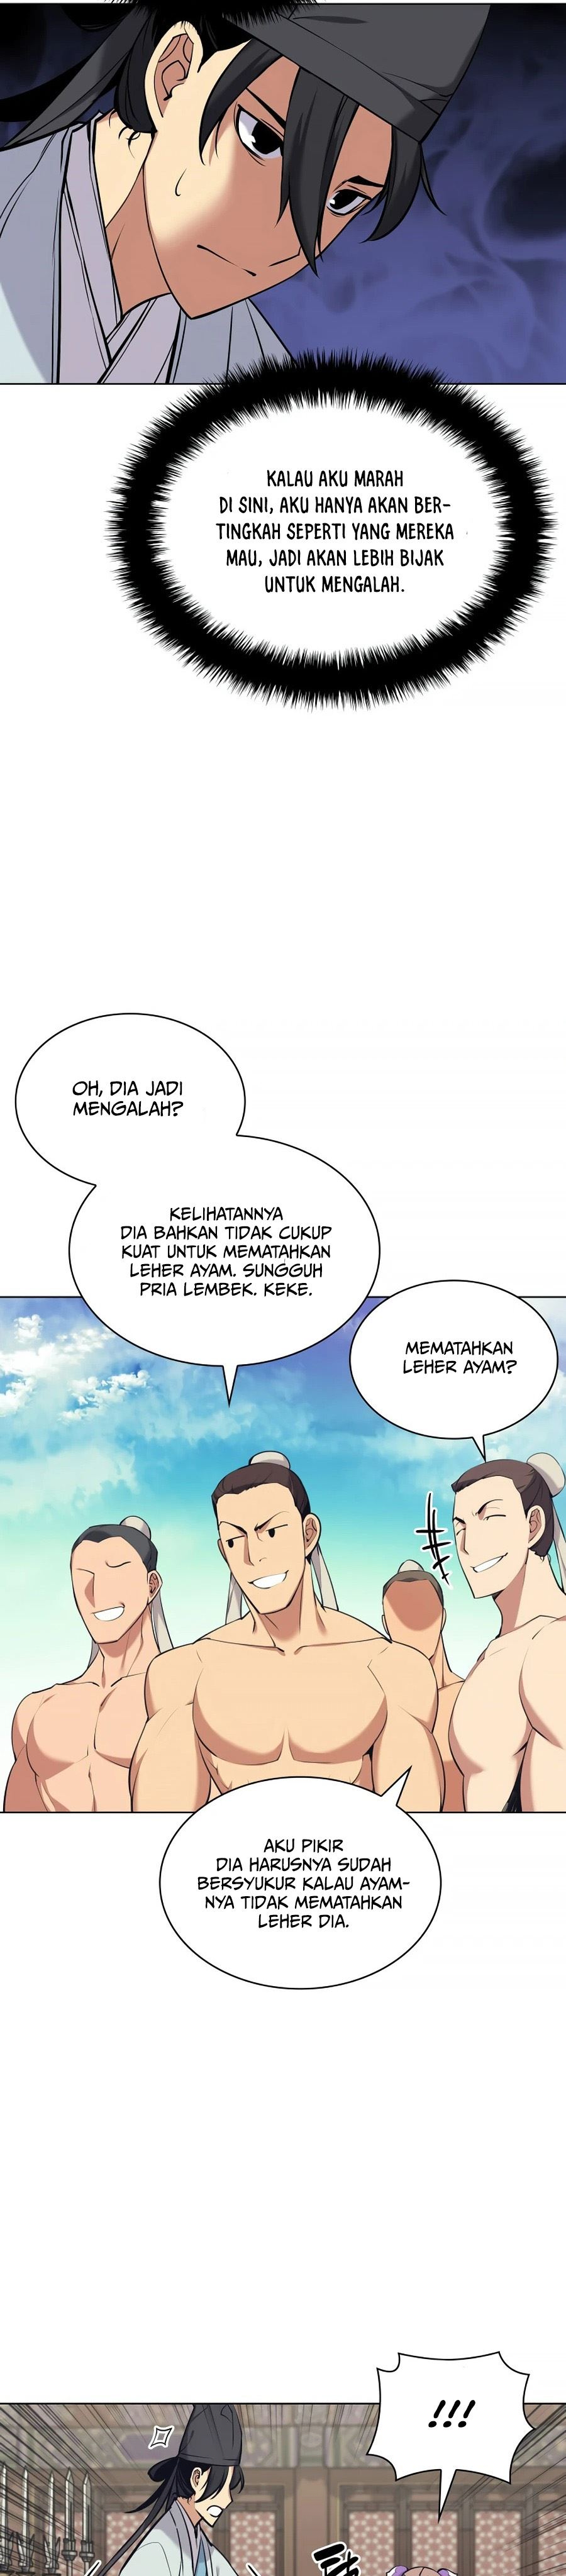 KALAU AKU MARAH
DI SINI, AKU HANYA AKAN BER-
TINGKAH SEPERTI YANG MEREKA
MAU, JADI AKAN LEBIH BIJAK
UNTUK MENGALAH.
OH, DIA JADI
MENGALAH?
KELIHATANNYA
DIA BAHKAN TIDAK CUKUP
KUAT UNTUK MEMATAHKAN
LEHER AYAM. SUNGGUH
PRIA LEMBEK. KEKE.
MEMATAHKAN
LEHER AYAM?
AKU PIKIR
DIA HARUSNYA SUDAH
BERSYUKUR KALAU AYAM-
NYA TIDAK MEMATAHKAN
LEHER DIA.
!!!